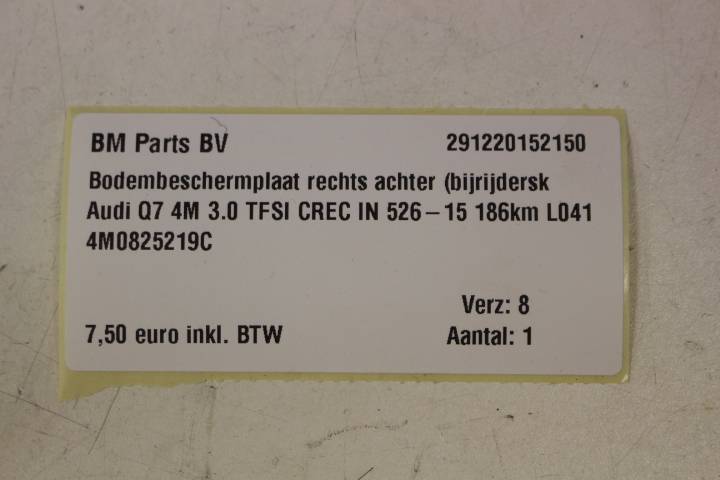 BM Parts BV 291220152150
Bodembeschermplaat rechts achter (bijrijdersk
Audi Q7 4M 3.0 TFSI CREC IN 526-15 186km L041
4M0825219C
Verz: 8
7,50 euro inkl. BTW Aantal: 1